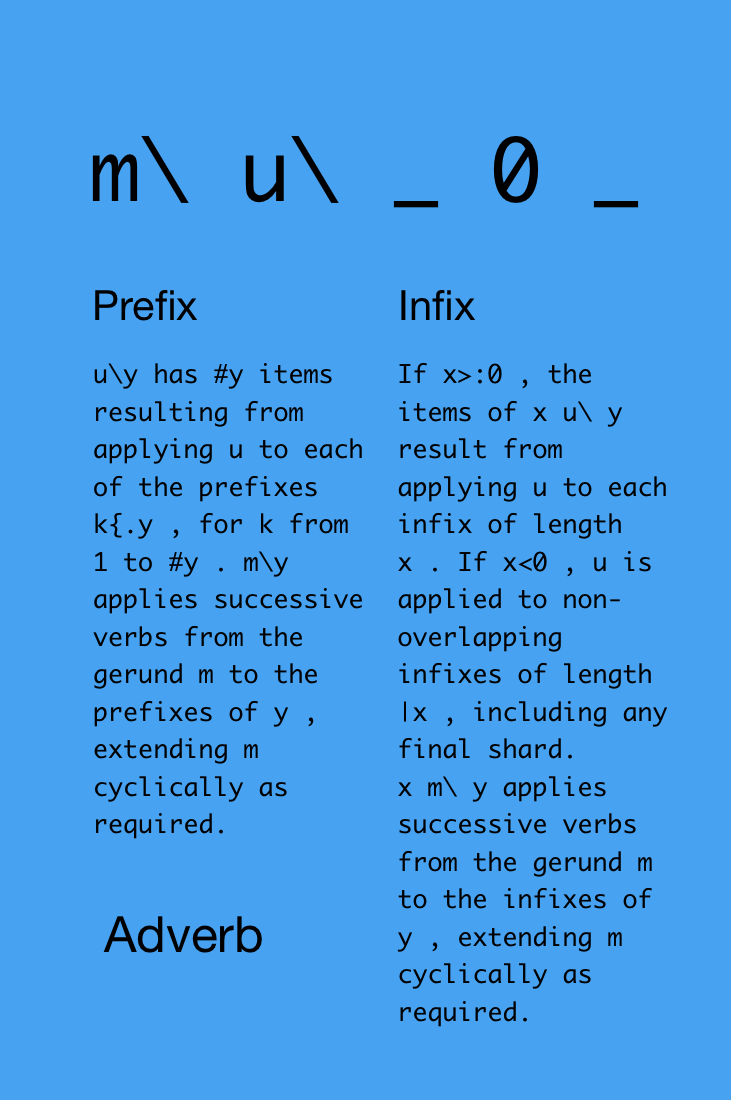 m\ u\ _ 0 _
Prefix
u\y has #y items
resulting from
applying u to each
of the prefixes
k{.y , for k from
1 to #y . m\y
applies successive
verbs from the
gerund m to the
prefixes of y ,
extending m
cyclically as
required.
Adverb
Infix
If x>:0 , the
items of x u\ y
result from
applying u to each
infix of length
x . If x<0 , u is
applied to non-
overlapping
infixes of length
|x , including any
final shard.
x m\ y applies
successive verbs
from the gerund m
to the infixes of
y , extending m
cyclically as
required.